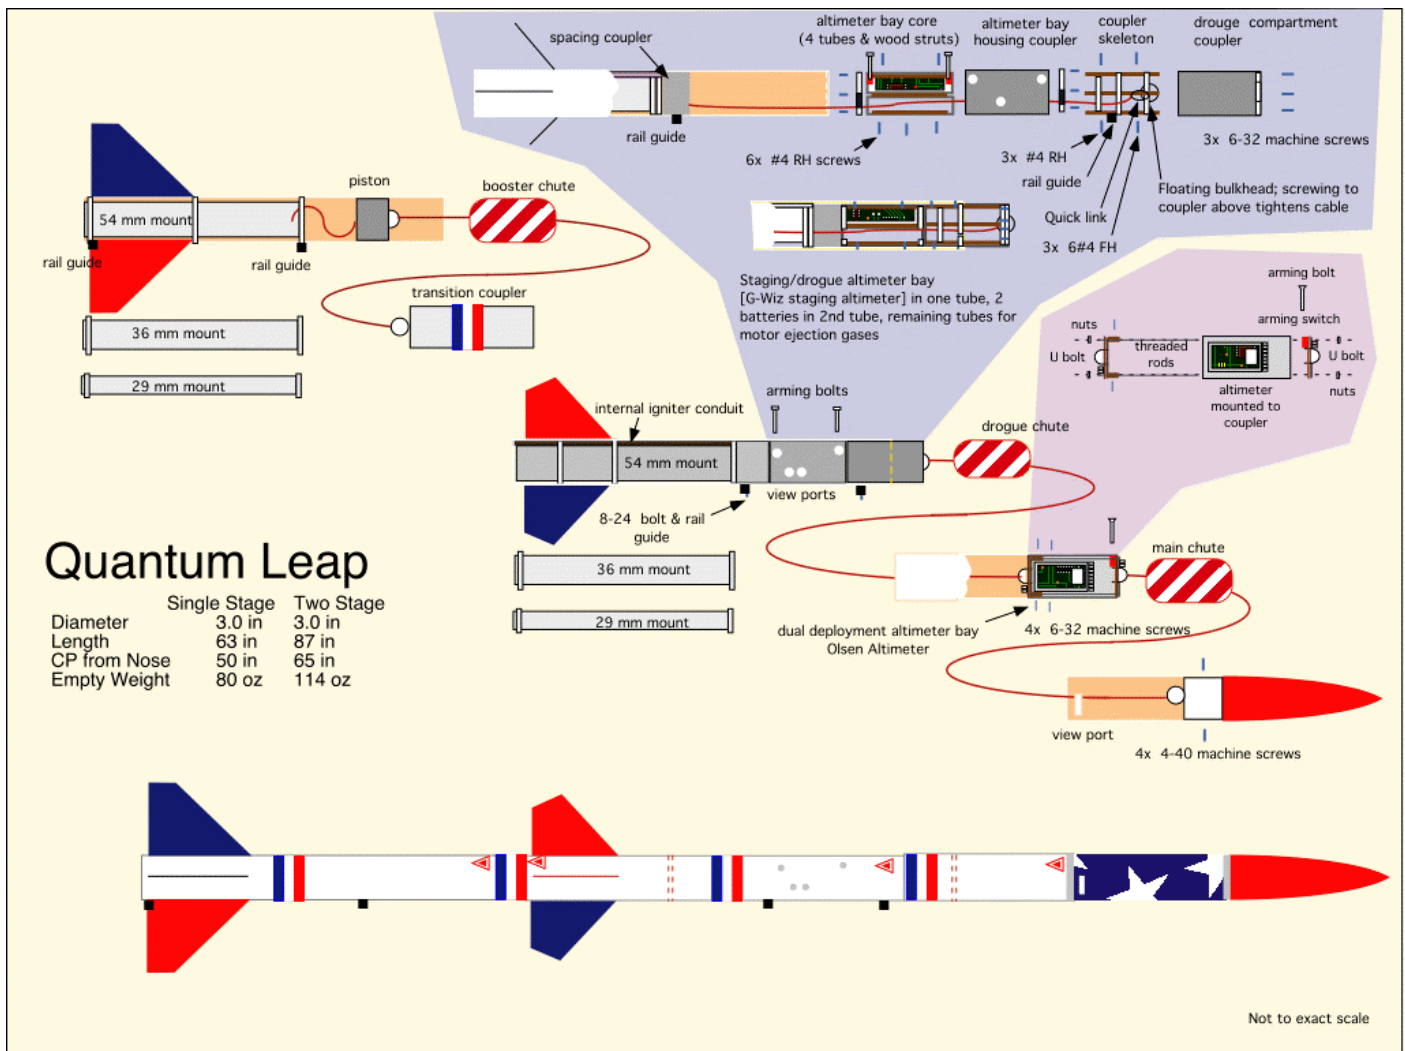 spacing coupler
altimeter bay core
(4 tubes & wood struts)
altimeter bay
housing coupler
coupler
skeleton
drouge compartment
coupler
rail guide
6x #4 RH screws
3x #4 RH
rail guide
Quick link
3x 6#4 FH
3x 6-32 machine screws
Floating bulkhead; screwing to
coupler above tightens cable
piston
booster chute
54 mm mount
rail guide
rail guide
transition coupler
36 mm mount
29 mm mount
Staging/drogue altimeter bay
[G-Wiz staging altimeter] in one tube, 2
batteries in 2nd tube, remaining tubes for
motor ejection gases
arming bolt
arming switch
nuts
U bolt
threaded
rods
U bolt
nuts
altimeter
mounted to
coupler
arming bolts
internal igniter conduit
drogue chute
54 mm mount
view ports
8-24 bolt & rail
guide
36 mm mount
29 mm mount
main chute
dual deployment altimeter bay
Olsen Altimeter
4x 6-32 machine screws
view port
4x 4-40 machine screws
Quantum Leap
Single Stage Two Stage
Diameter 3.0 in 3.0 in
Length 63 in 87 in
CP from Nose 50 in 65 in
Empty Weight 80 oz 114 oz
Not to exact scale